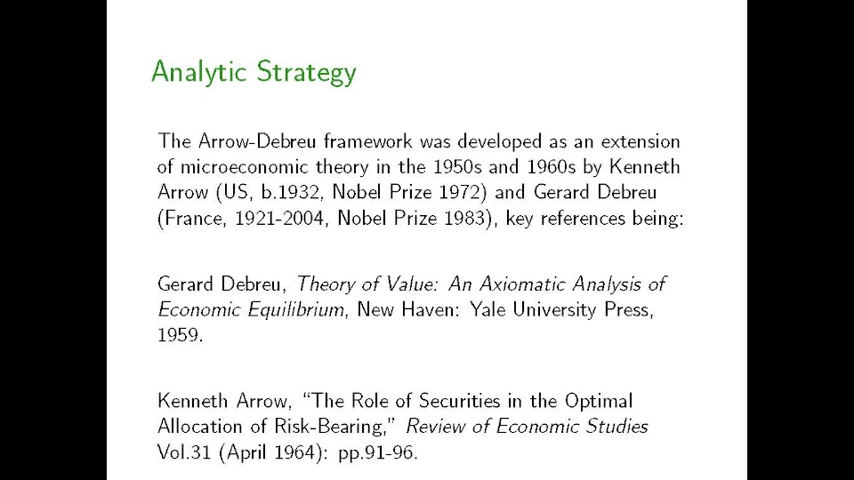 Analytic Strategy
The Arrow-Debreu framework was developed as an extension
of microeconomic theory in the 1950s and 1960s by Kenneth
Arrow (US, b.1932, Nobel Prize 1972) and Gerard Debreu
(France, 1921-2004, Nobel Prize 1983), key references being:
Gerard Debreu, Theory of Value: An Axiomatic Analysis of
Economic Equilibrium, New Haven: Yale University Press,
1959.
Kenneth Arrow, “The Role of Securities in the Optimal
Allocation of Risk-Bearing,” Review of Economic Studies
Vol.31 (April 1964): pp.91-96.